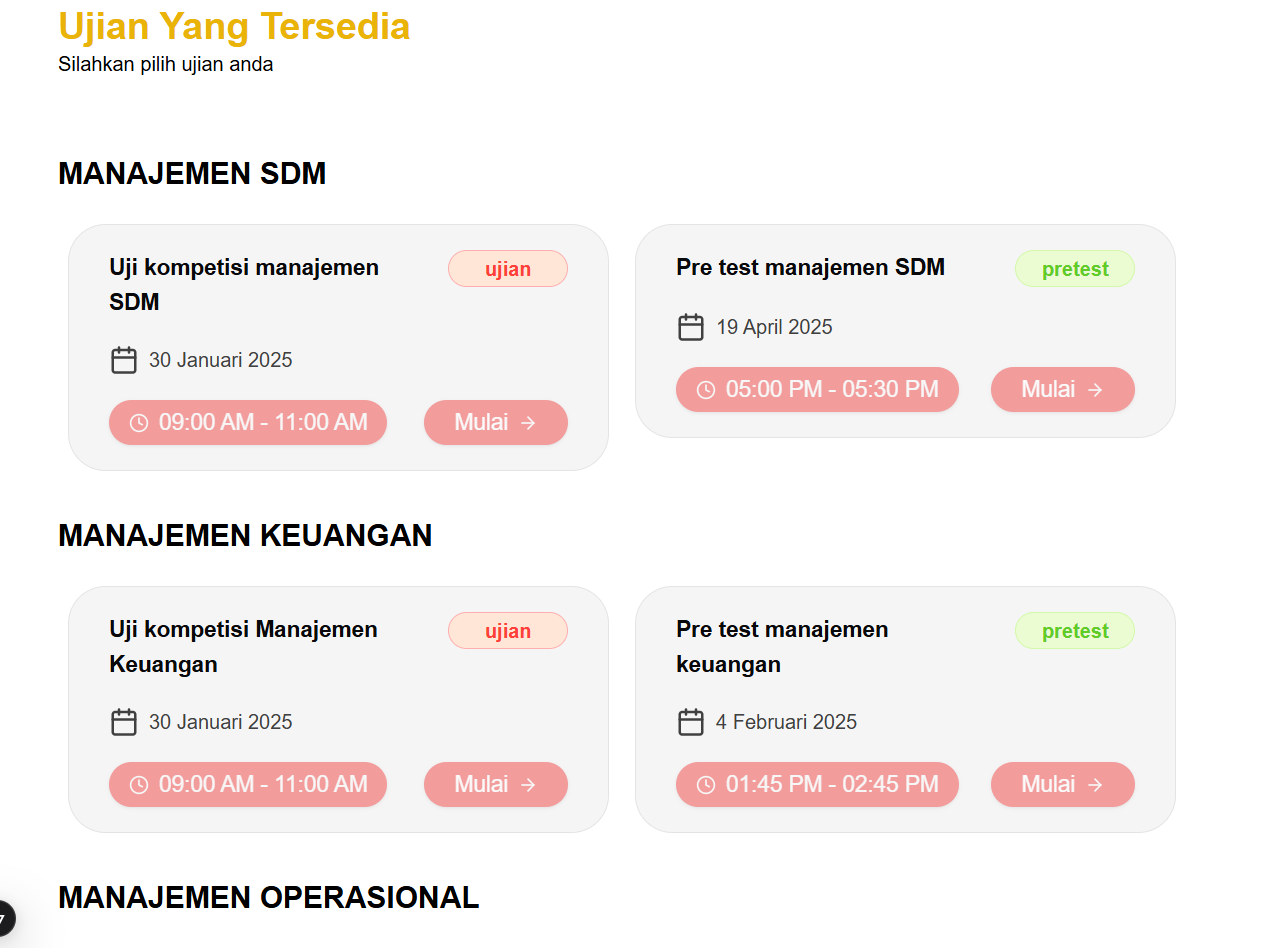 Ujian Yang Tersedia
Silahkan pilih ujian anda
MANAJEMEN SDM
Uji kompetisi manajemen
SDM
ujian
30 Januari 2025
09:00 AM - 11:00 AM
Mulai
Pre test manajemen SDM
pretest
19 April 2025
05:00 PM - 05:30 PM
Mulai
MANAJEMEN KEUANGAN
Uji kompetisi Manajemen
Keuangan
ujian
30 Januari 2025
09:00 AM - 11:00 AM
Mulai
Pre test manajemen
keuangan
pretest
4 Februari 2025
01:45 PM - 02:45 PM
Mulai
MANAJEMEN OPERASIONAL